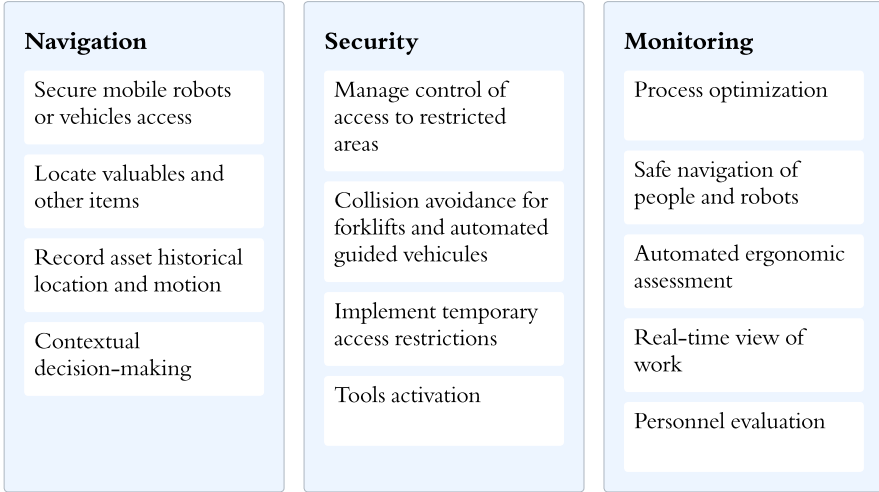 Navigation
Secure mobile robots
or vehicles access
Locate valuables and
other items
Record asset historical
location and motion
Contextual
decision-making
Security
Manage control of
access to restricted
areas
Collision avoidance for
forklifts and automated
guided vehicules
Implement temporary
access restrictions
Tools activation
Monitoring
Process optimization
Safe navigation of
people and robots
Automated ergonomic
assessment
Real-time view of
work
Personnel evaluation